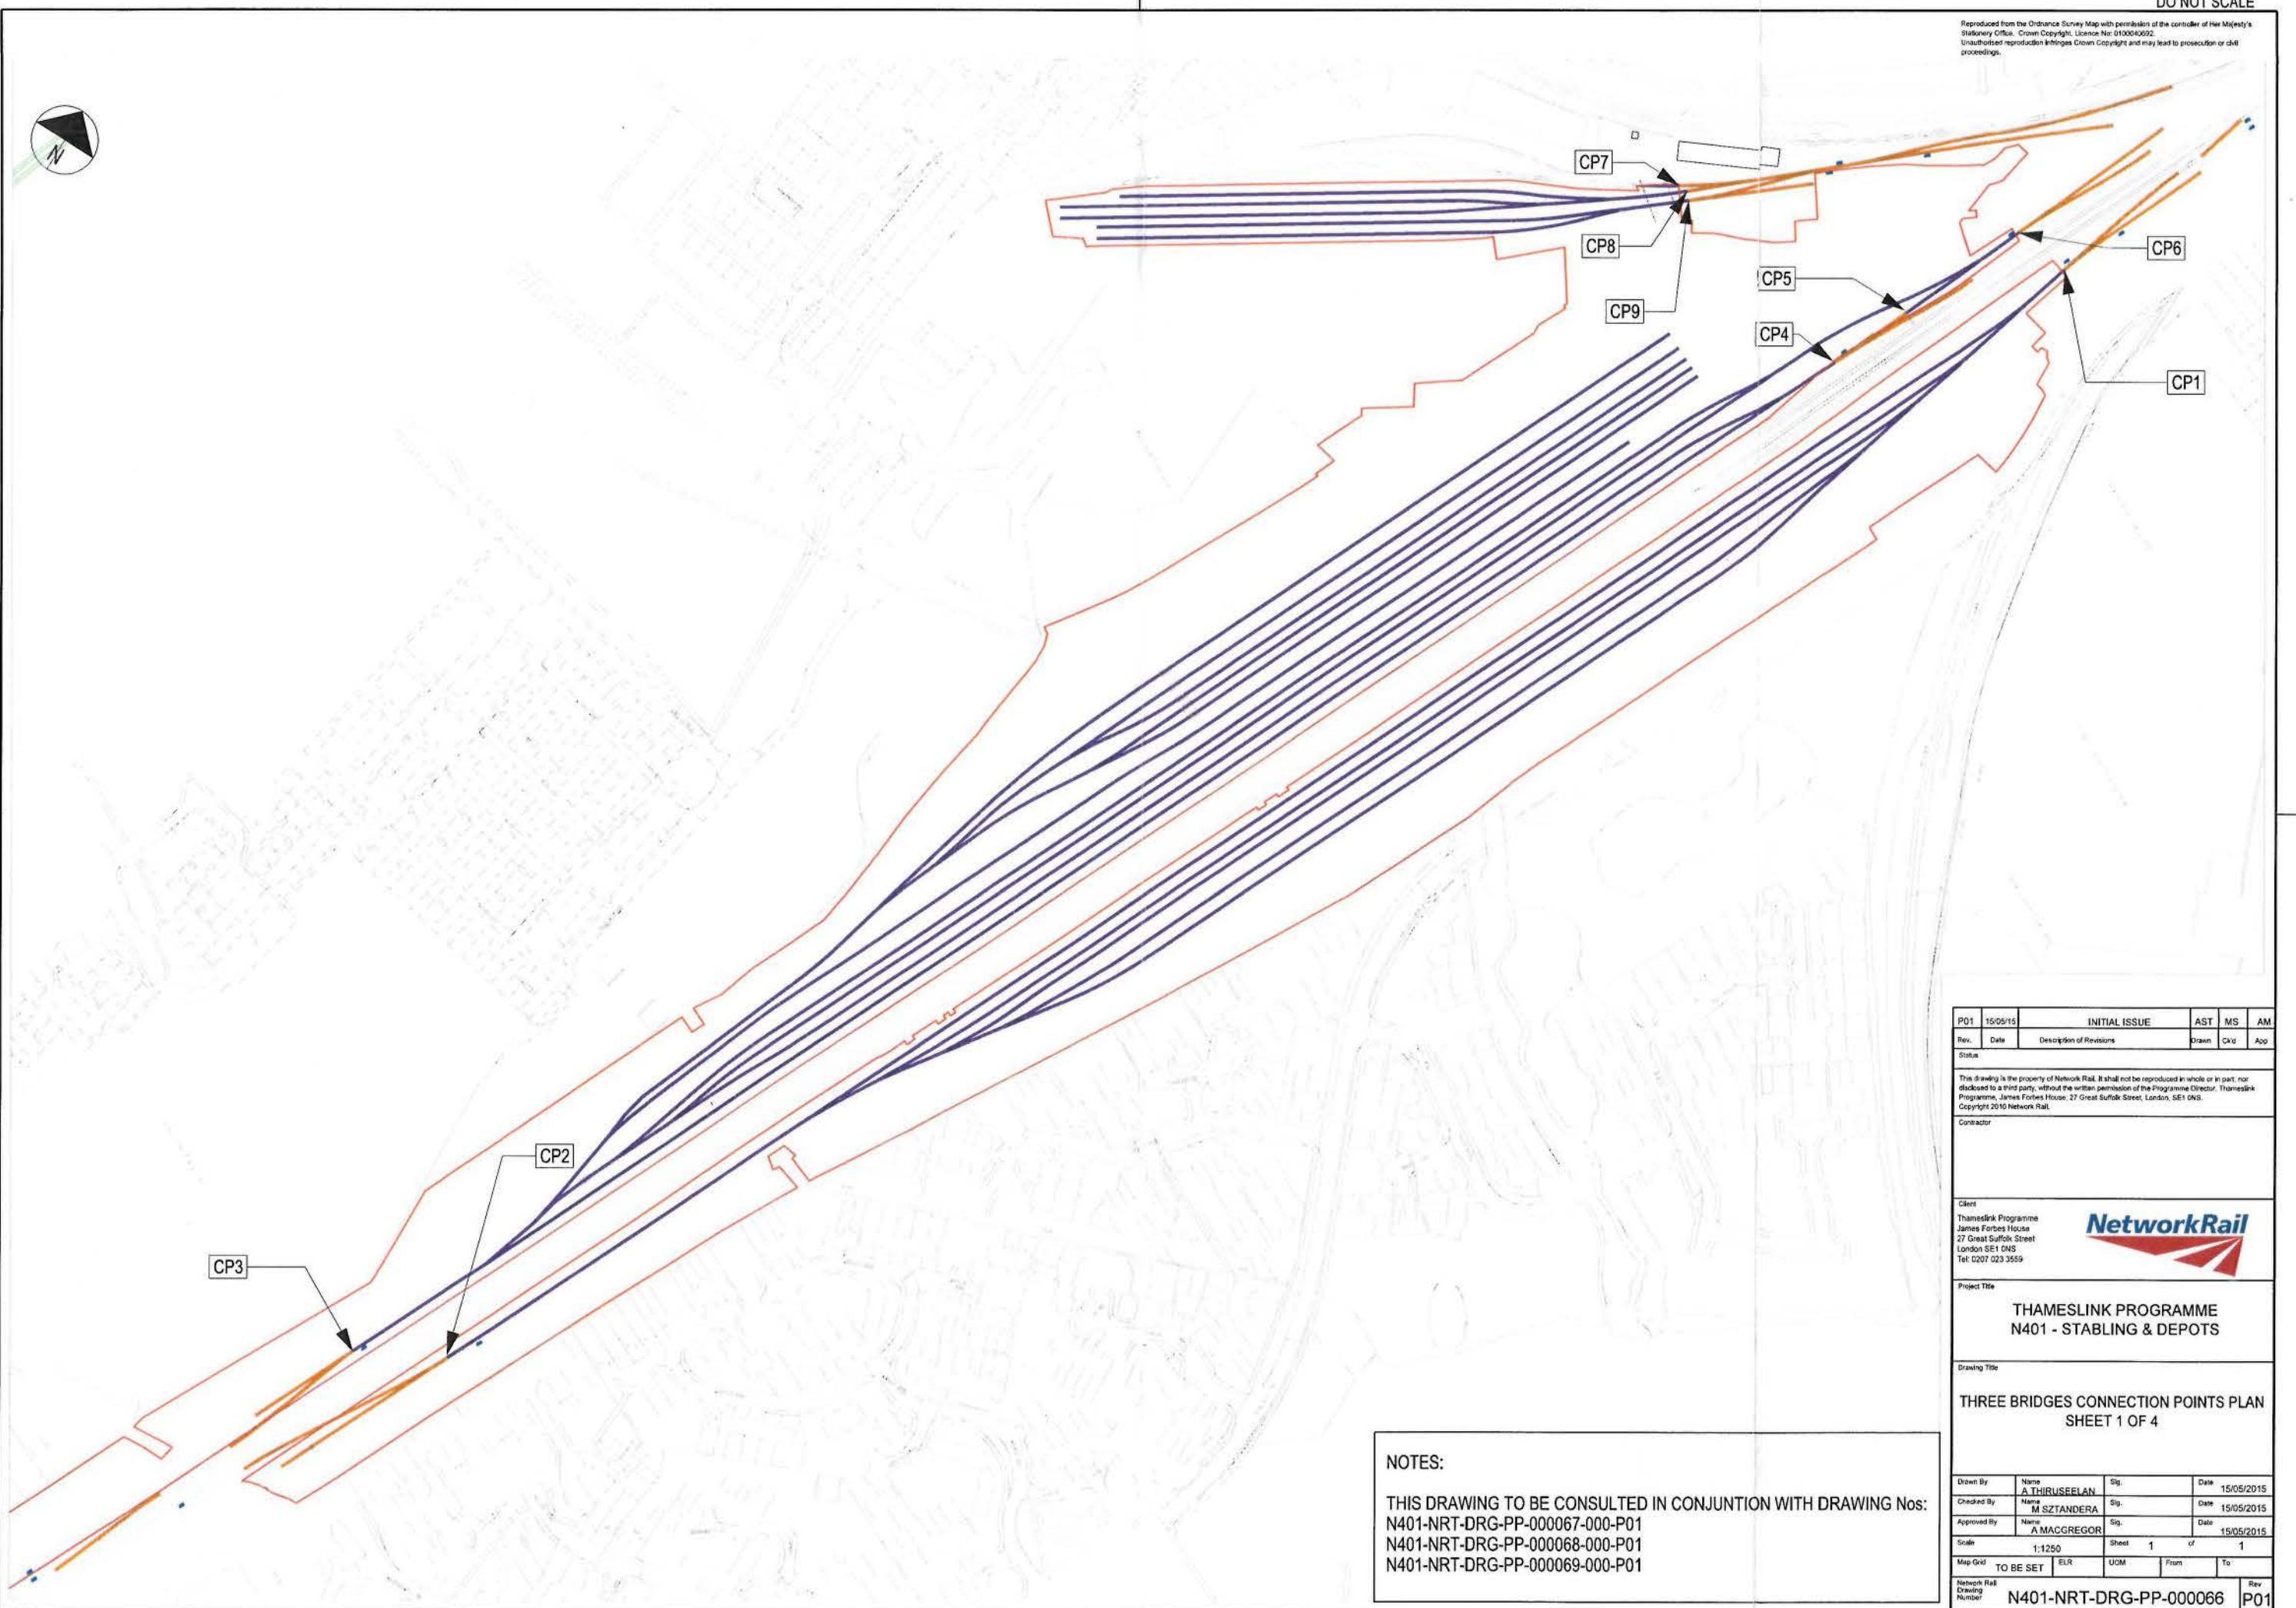 DO NOT SCALE
Reproduced from the Ordnance Survey Map with permission of the controller of Her Majesty's
Stationery Office. Crown Copyright, Licence No: 0100040692.
Unauthorised reproduction infringes Crown Copyright and may lead to prosecution or civil
proceedings.
N
CP7
CP8
CP9
CP6
CP5
CP4
CP1
CP2
CP3
NOTES:
THIS DRAWING TO BE CONSULTED IN CONJUNTION WITH DRAWING Nos:
N401-NRT-DRG-PP-000067-000-P01
N401-NRT-DRG-PP-000068-000-P01
N401-NRT-DRG-PP-000069-000-P01
P01 15/05/15 INITIAL ISSUE AST MS AM
Rev. Date Description of Revisions Drawn Ck'd App
Status
This drawing is the property of Network Rail. It shall not be reproduced in whole or in part, nor
disclosed to a third party, without the written permission of the Programme Director, Thameslink
Programme, James Forbes House, 27 Great Suffolk Street, London, SE1 0NS.
Copyright 2010 Network Rail.
Contractor
Client
Thameslink Programme
James Forbes House
27 Great Suffolk Street
London SE1 0NS
Tel: 0207 023 3559
NetworkRail
Project Title
THAMESLINK PROGRAMME
N401 - STABLING & DEPOTS
Drawing Title
THREE BRIDGES CONNECTION POINTS PLAN
SHEET 1 OF 4
Drawn By Name A THIRUSEELAN Sig. Date 15/05/2015
Checked By Name M SZTANDERA Sig. Date 15/05/2015
Approved By Name A MACGREGOR Sig. Date 15/05/2015
Scale 1:1250 Sheet 1 of 1
Map Grid TO BE SET ELR UOM From To
Network Rail Drawing Number N401-NRT-DRG-PP-000066 Rev P01